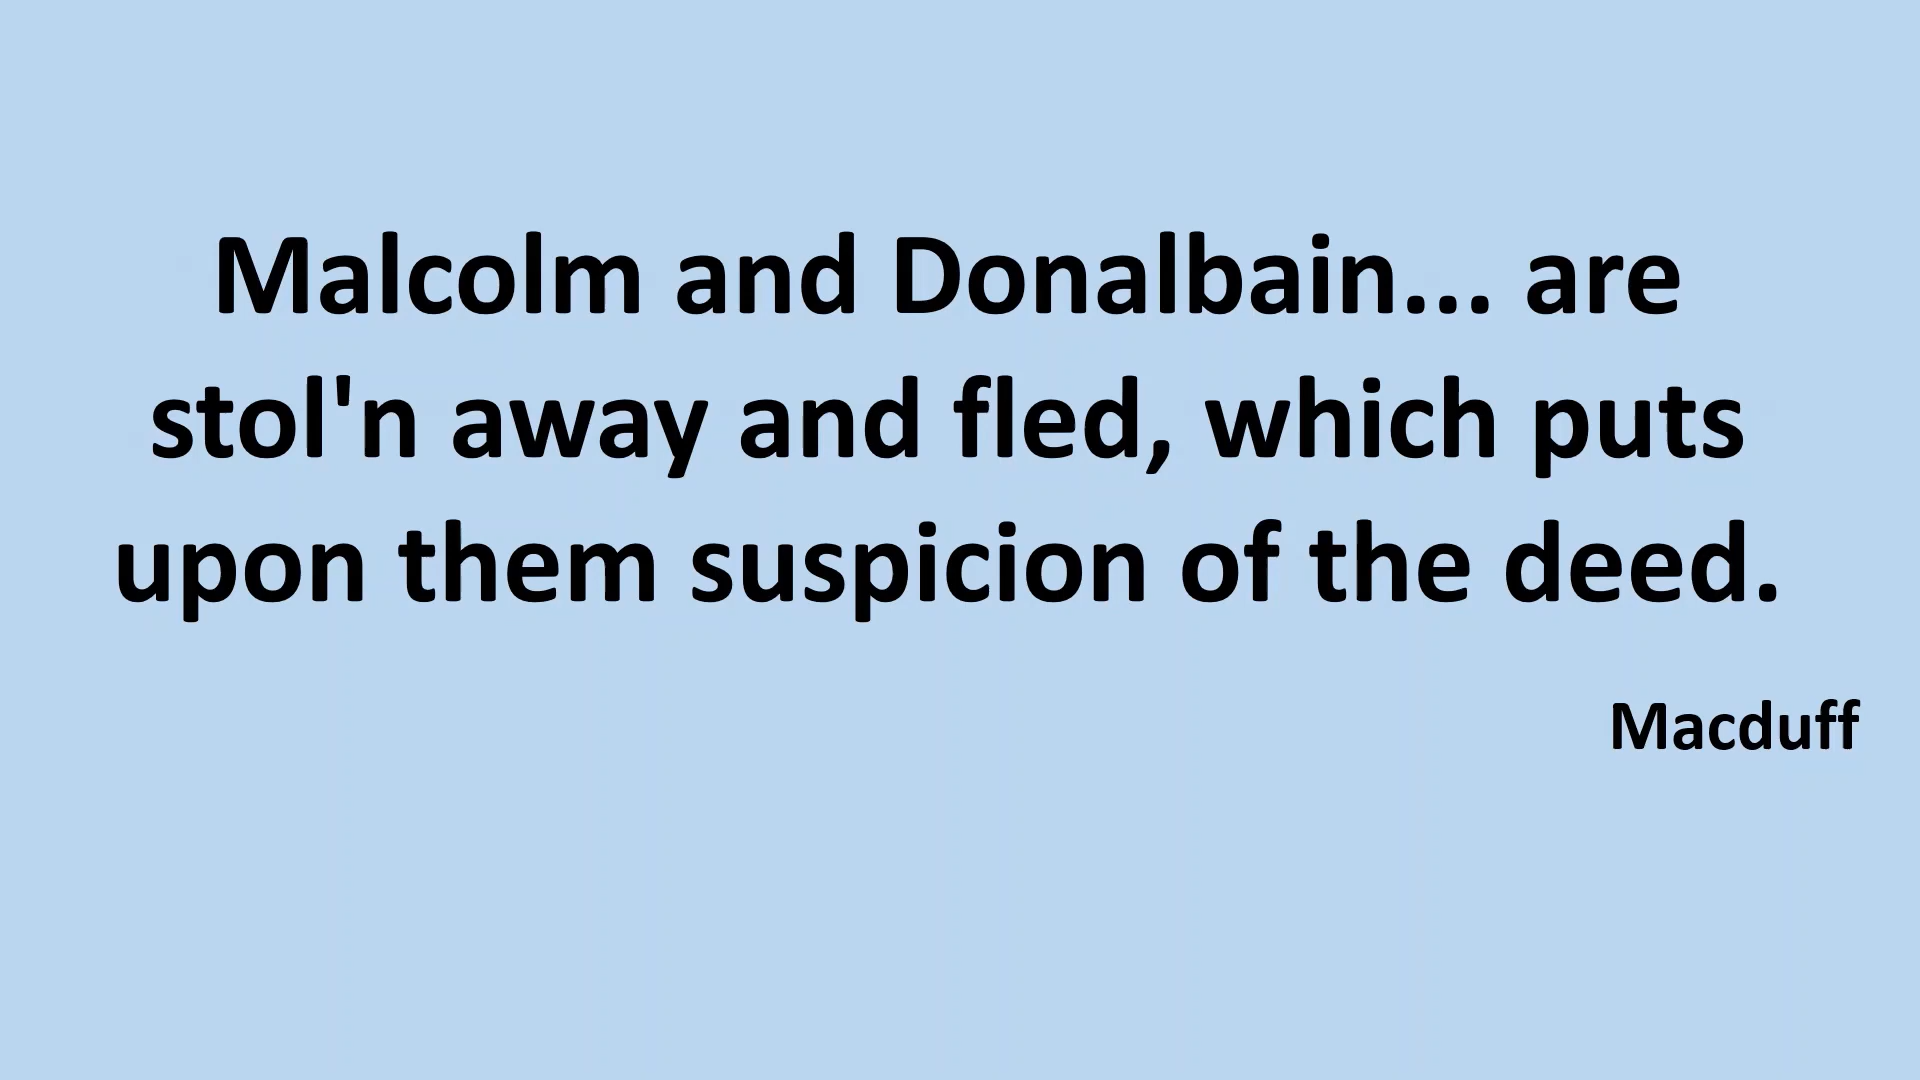 Malcolm and Donalbain... are
stol'n away and fled, which puts
upon them suspicion of the deed.
Macduff